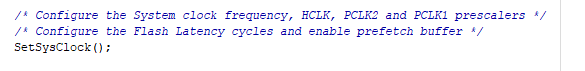 /* Configure the System clock frequency, HCLK, PCLK2 and PCLK1 prescalers */
/* Configure the Flash Latency cycles and enable prefetch buffer */
SetSysClock();